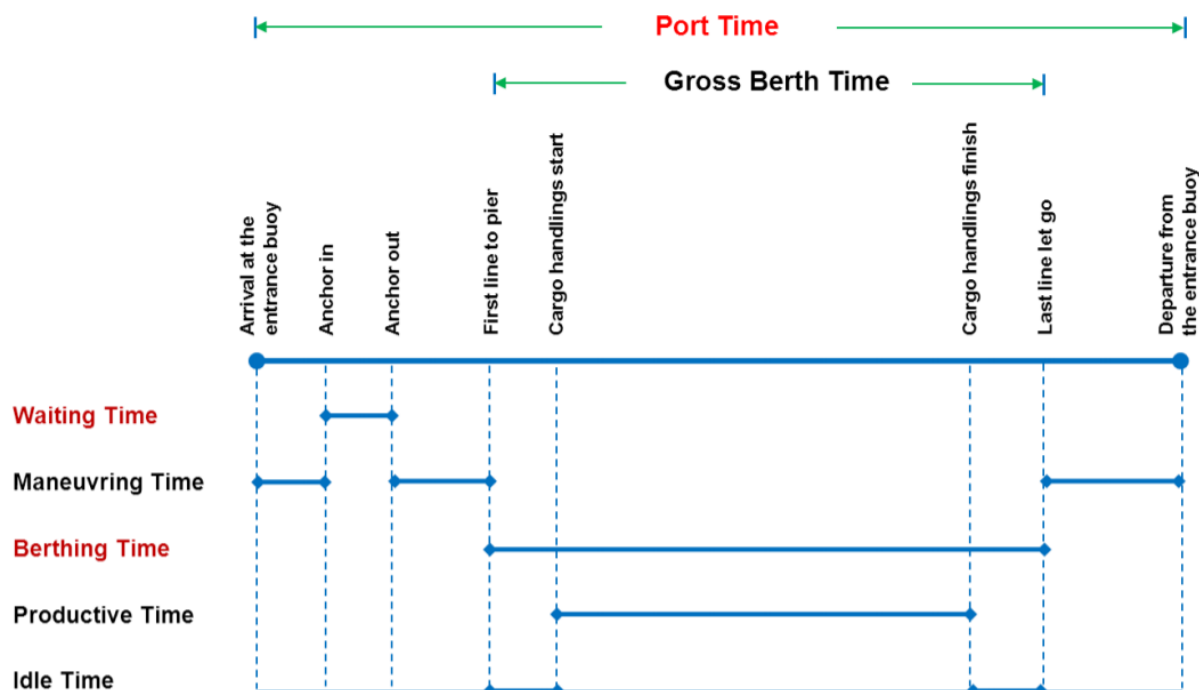 Port Time
Gross Berth Time
Arrival at the
entrance buoy
Anchor in
Anchor out
First line to pier
Cargo handlings start
Cargo handlings finish
Last line let go
Departure from
the entrance buoy
Waiting Time
Maneuvring Time
Berthing Time
Productive Time
Idle Time